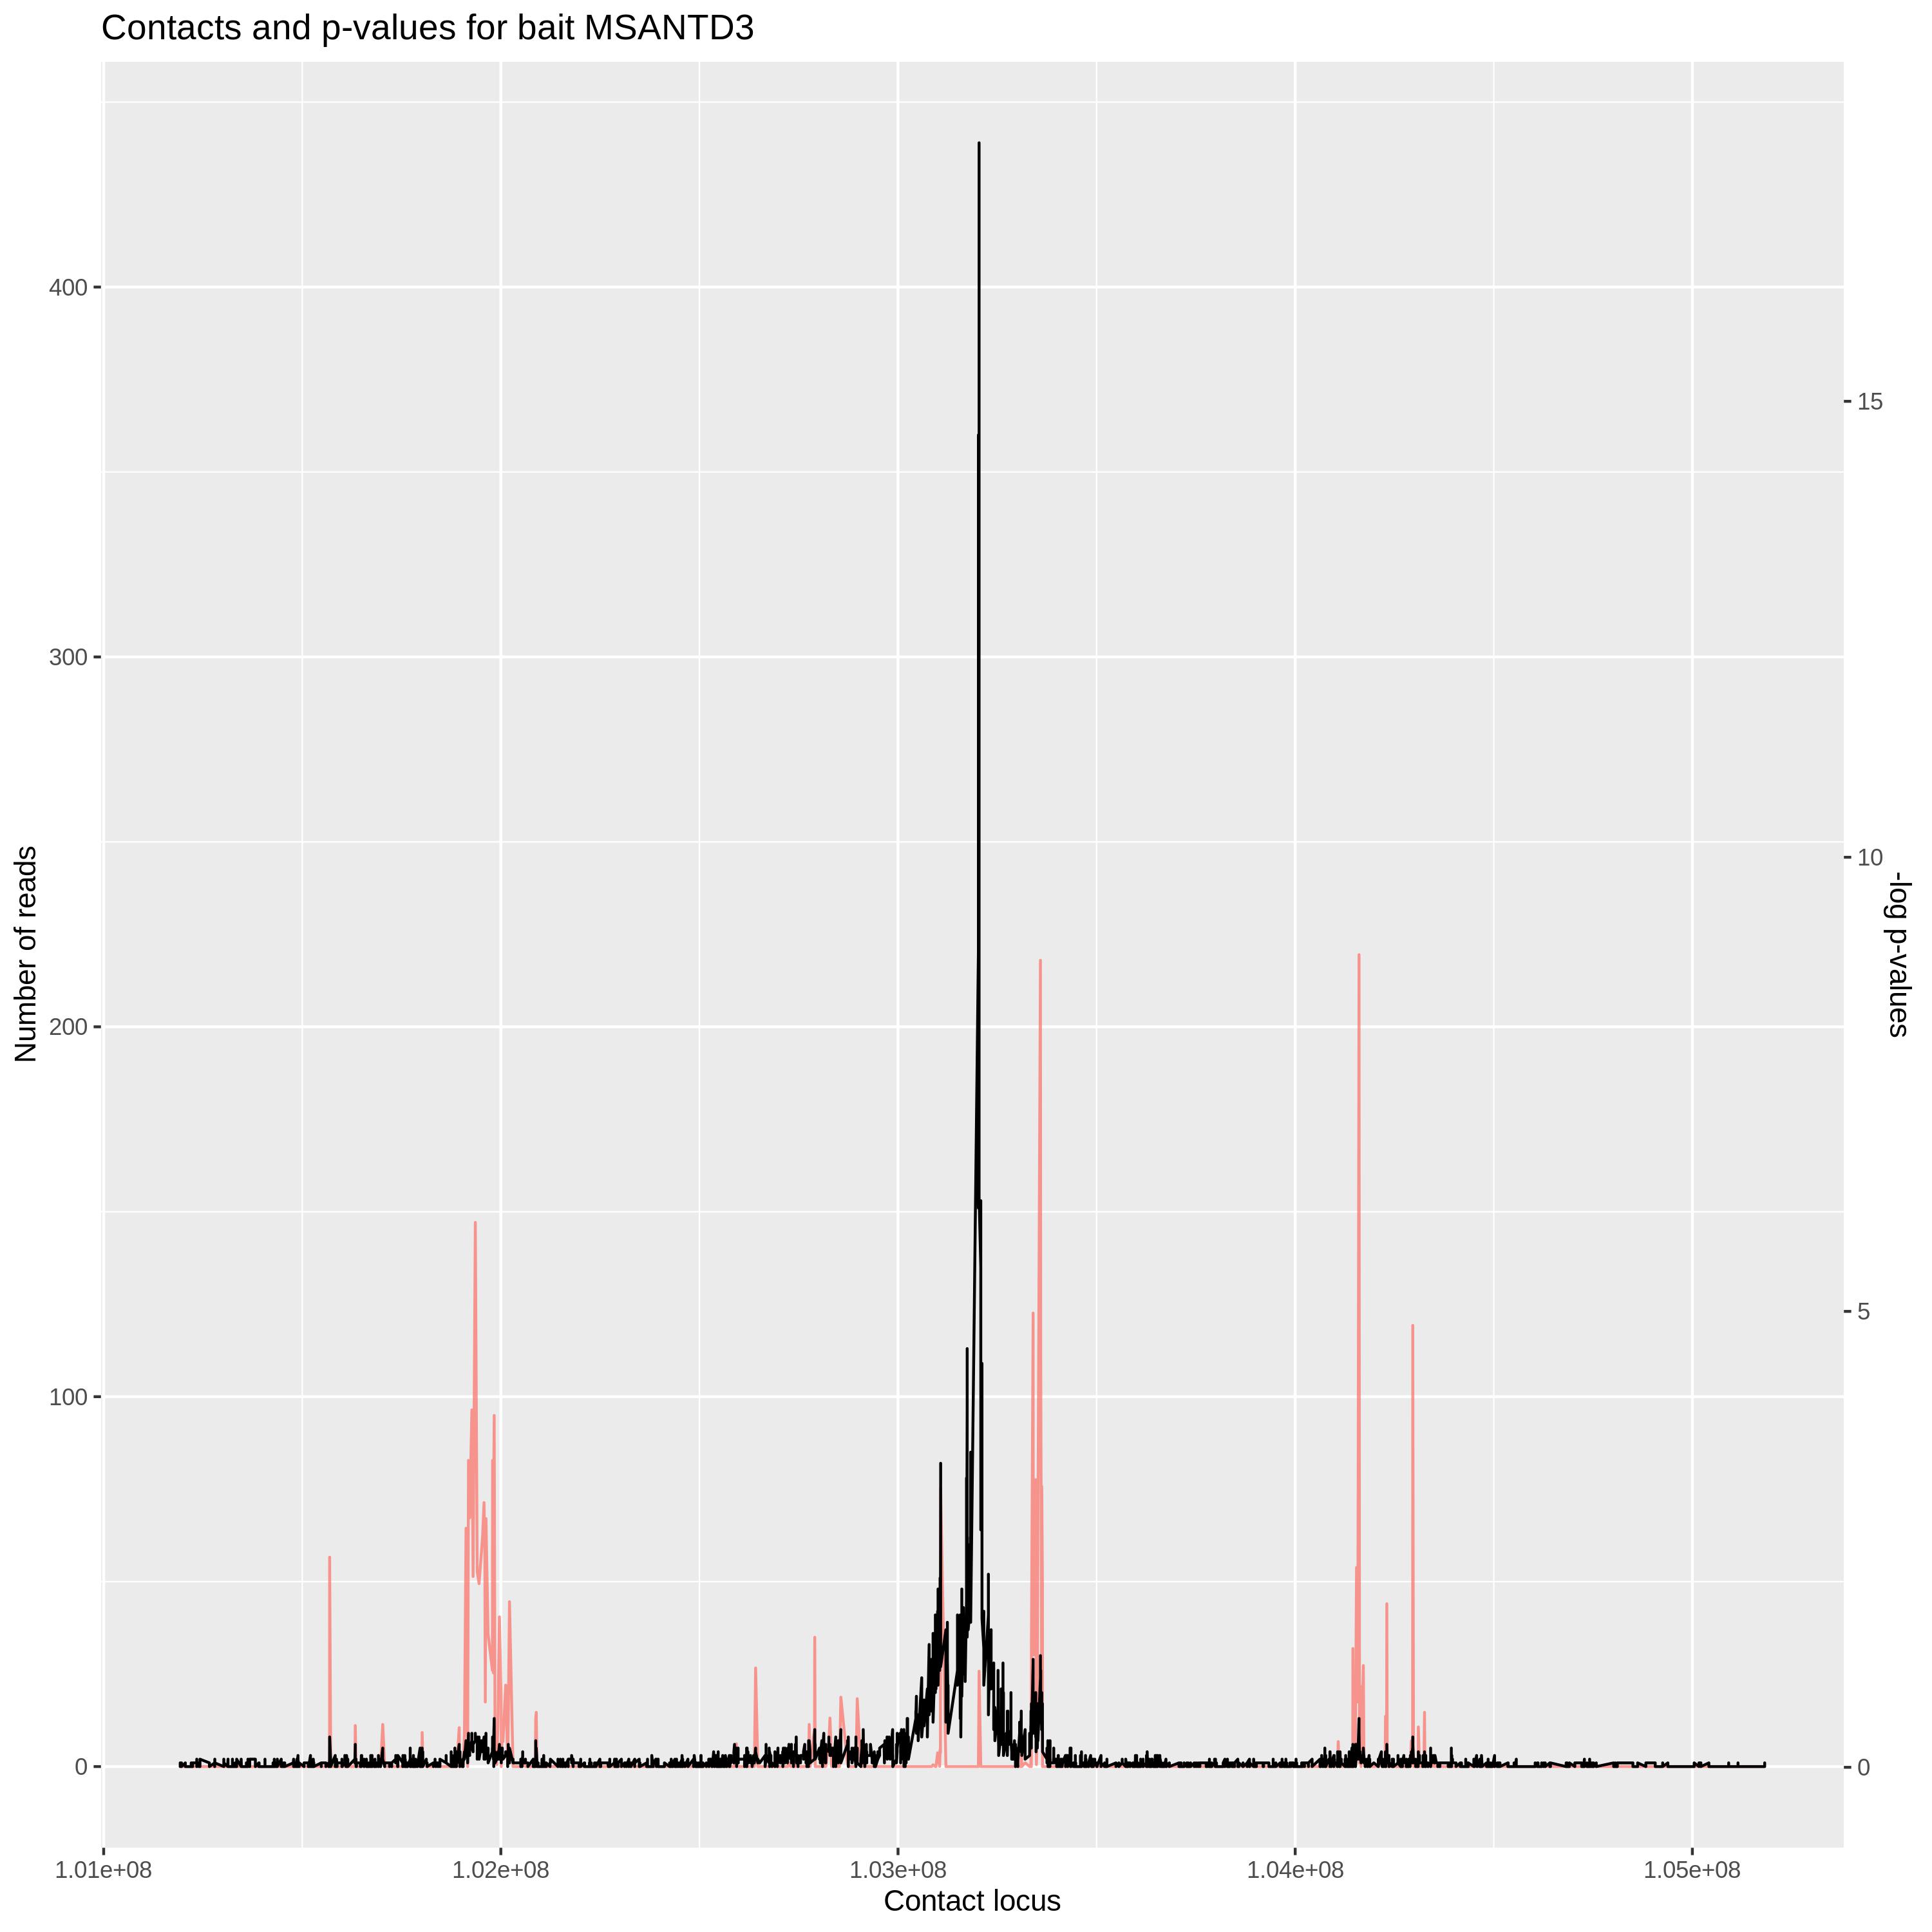 Contacts and p-values for bait MSANTD3
Number of reads
400
300
200
100
0
15
10
5
0
-log p-values
1.01e+08
1.02e+08
1.03e+08
1.04e+08
1.05e+08
Contact locus